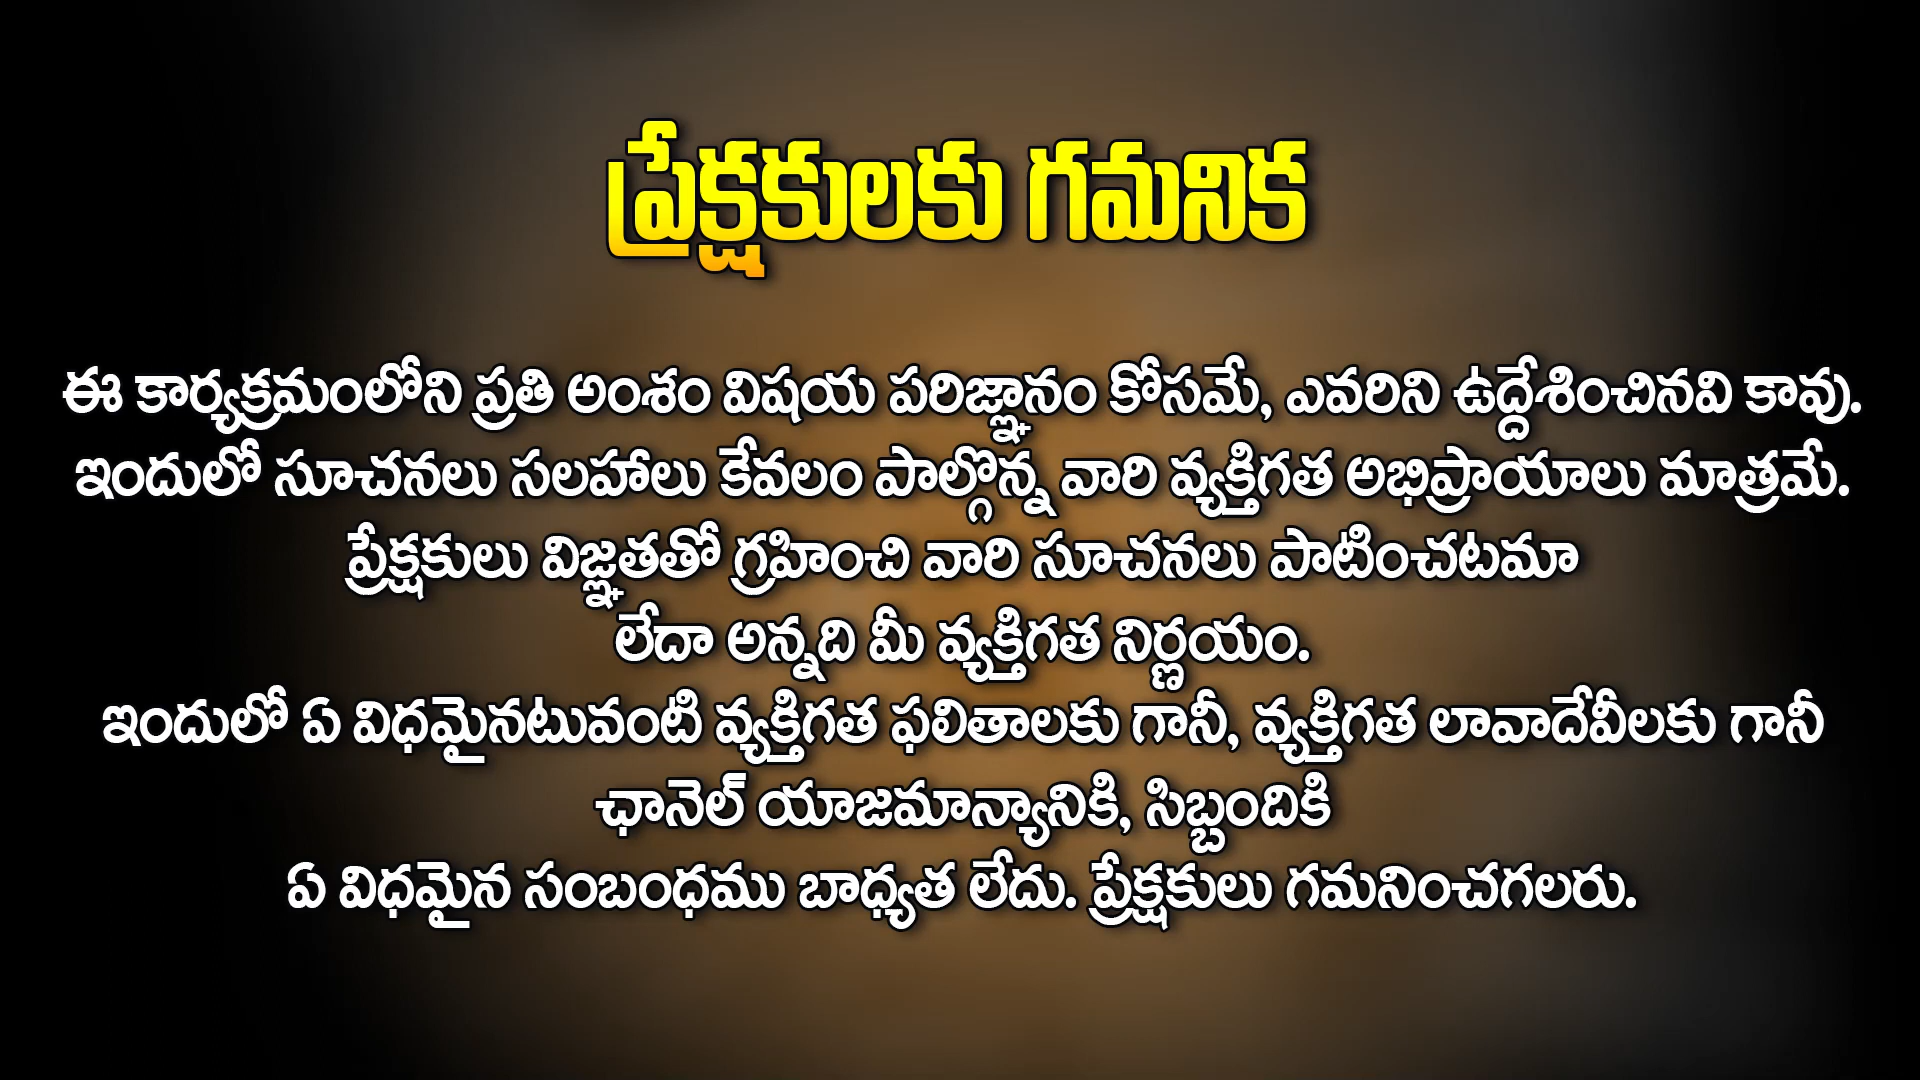 ప్రేక్షకులకు గమనిక
ఈ కార్యక్రమంలోని ప్రతి అంశం విషయ పరిజ్ఞానం కోసమే, ఎవరిని ఉద్దేశించినవి కావు.
ఇందులో సూచనలు సలహాలు కేవలం పాల్గొన్న వారి వ్యక్తిగత అభిప్రాయాలు మాత్రమే.
ప్రేక్షకులు విజ్ఞతతో గ్రహించి వారి సూచనలు పాటించటమా
లేదా అన్నది మీ వ్యక్తిగత నిర్ణయం.
ఇందులో ఏ విధమైనటువంటి వ్యక్తిగత ఫలితాలకు గానీ, వ్యక్తిగత లావాదేవీలకు గానీ
ఛానెల్ యాజమాన్యానికి, సిబ్బందికి
ఏ విధమైన సంబంధము బాధ్యత లేదు. ప్రేక్షకులు గమనించగలరు.